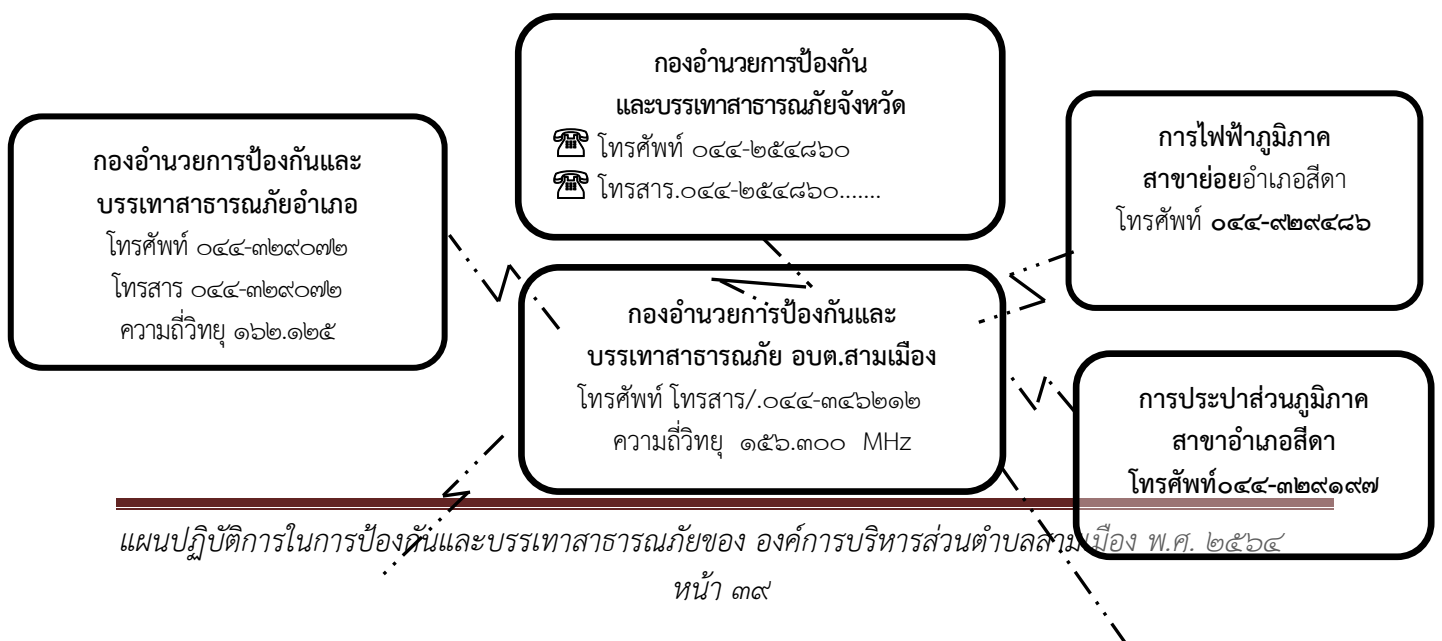 กองอำนวยการป้องกัน
และบรรเทาสาธารณภัยจังหวัด
โทรศัพท์ ๐๔๔-๒๕๔๘๖๐
โทรสาร.๐๔๔-๒๕๔๘๖๐.......
กองอำนวยการป้องกันและ
บรรเทาสาธารณภัยอำเภอ
โทรศัพท์ ๐๔๔-๓๒๙๐๗๒
โทรสาร ๐๔๔-๓๒๙๐๗๒
ความถี่วิทยุ ๑๖๒.๑๒๕
การไฟฟ้าภูมิภาค
สาขาย่อยอำเภอสีดา
โทรศัพท์ ๐๔๔-๙๒๙๔๘๖
กองอำนวยการป้องกันและ
บรรเทาสาธารณภัย อบต.สามเมือง
โทรศัพท์ โทรสาร/.๐๔๔-๓๔๖๒๑๒
ความถี่วิทยุ ๑๕๖.๓๐๐ MHz
การประปาส่วนภูมิภาค
สาขาอำเภอสีดา
โทรศัพท์๐๔๔-๓๒๙๑๙๗
แผนปฏิบัติการในการป้องกันและบรรเทาสาธารณภัยของ องค์การบริหารส่วนตำบลสามเมือง พ.ศ. ๒๕๖๔
หน้า ๓๙